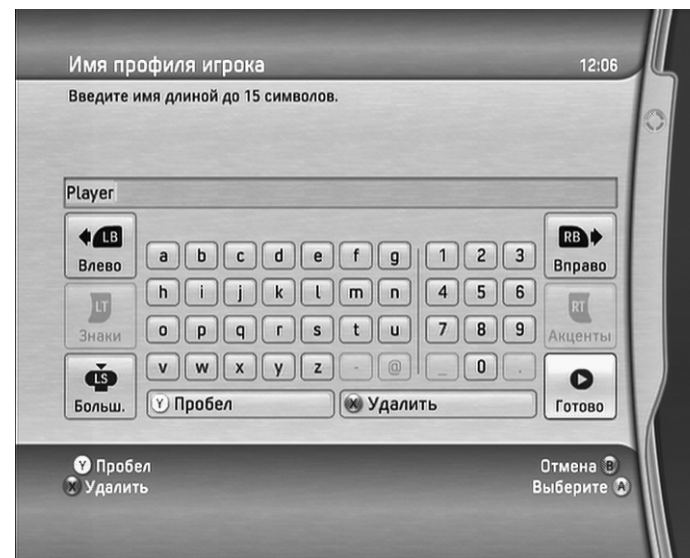 Имя профиля игрока 12:06
Введите имя длиной до 15 символов.
Player
LB RB
Влево a b c d e f g 1 2 3 Вправо
LT h i j k l m n 4 5 6 RT
Знаки o p q r s t u 7 8 9 Акценты
LS v w x y z - @ _ 0 .
Больш. Y Пробел X Удалить Готово
Y Пробел Отмена B
X Удалить Выберите A